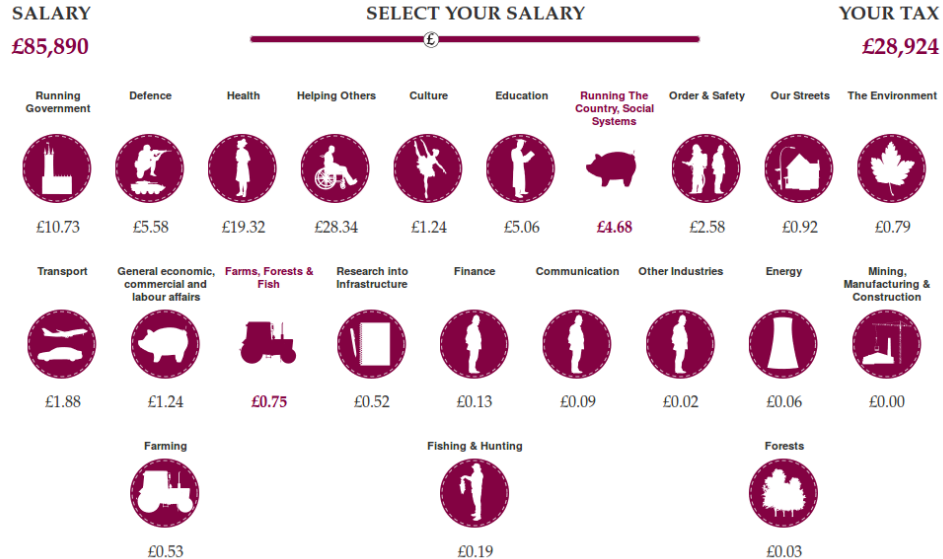 SALARY
SELECT YOUR SALARY
YOUR TAX
£85,890
£
£28,924
Running
Government
Defence
Health
Helping Others
Culture
Education
Running The
Country, Social
Systems
Order & Safety
Our Streets
The Environment
£10.73
£5.58
£19.32
£28.34
£1.24
£5.06
£4.68
£2.58
£0.92
£0.79
Transport
General economic,
commercial and
labour affairs
Farms, Forests &
Fish
Research into
Infrastructure
Finance
Communication
Other Industries
Energy
Mining,
Manufacturing &
Construction
£1.88
£1.24
£0.75
£0.52
£0.13
£0.09
£0.02
£0.06
£0.00
Farming
Fishing & Hunting
Forests
£0.53
£0.19
£0.03